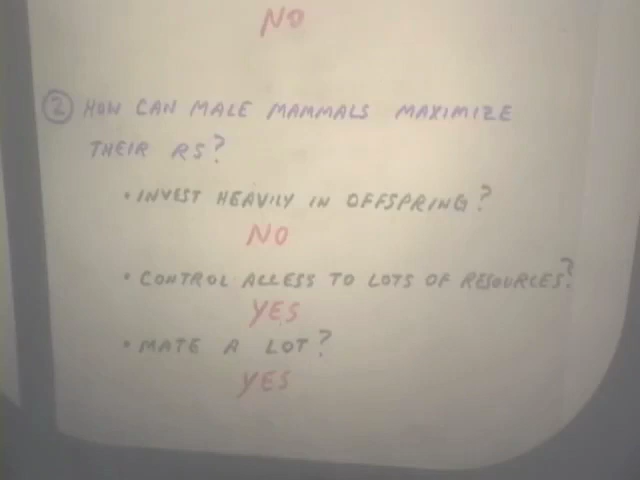 NO
② HOW CAN MALE MAMMALS MAXIMIZE
THEIR RS?
• INVEST HEAVILY IN OFFSPRING?
NO
• CONTROL ACCESS TO LOTS OF RESOURCES?
YES
• MATE A LOT?
YES